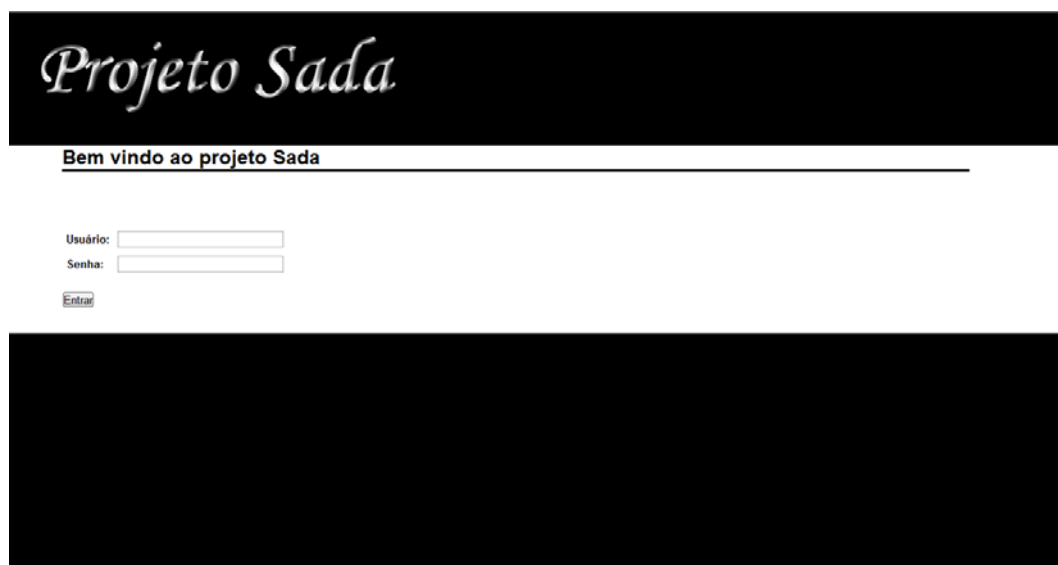 Projeto Sada
Bem vindo ao projeto Sada
Usuário:
Senha:
Entrar